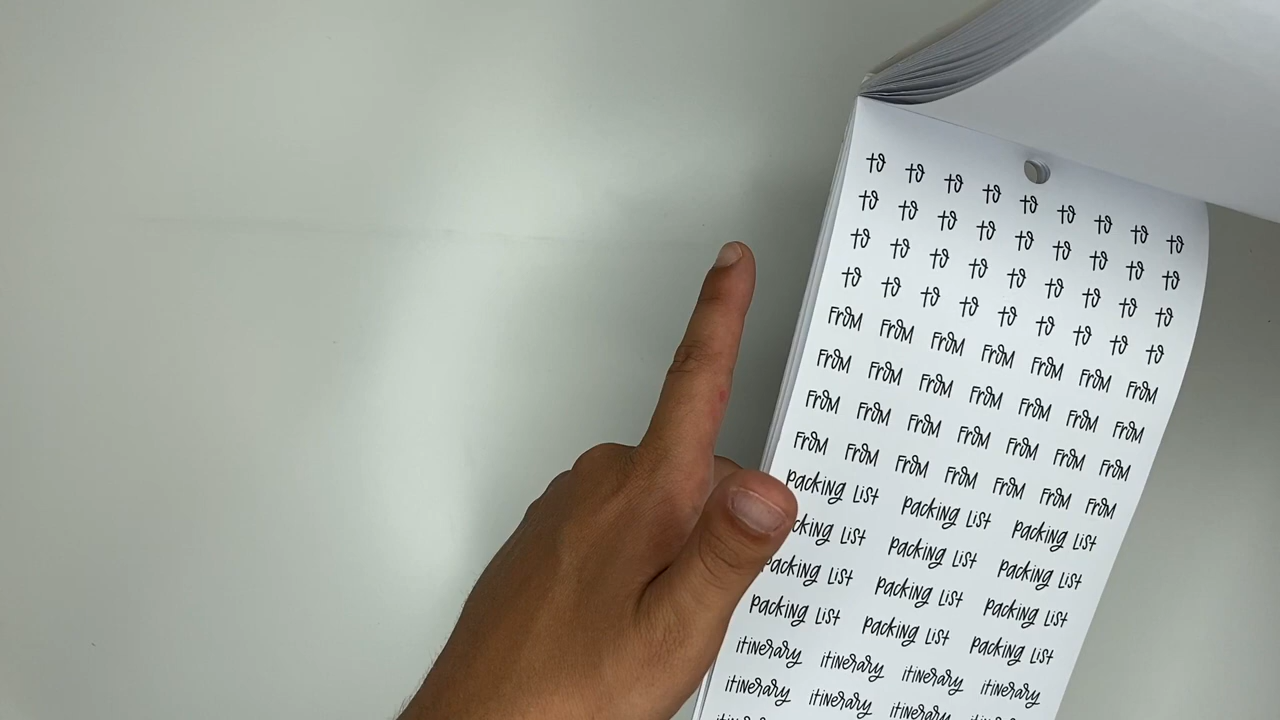 to to to to to to to to to
to to to to to to to to to
to to to to to to to to to
to to to to to to to to to
From From From From From From From
From From From From From From From
From From From From From From From
From From From From From From From
packing list packing list packing list
list packing list packing list
packing list packing list packing list
packing list packing list packing list
itinerary itinerary itinerary itinerary
itinerary itinerary itinerary